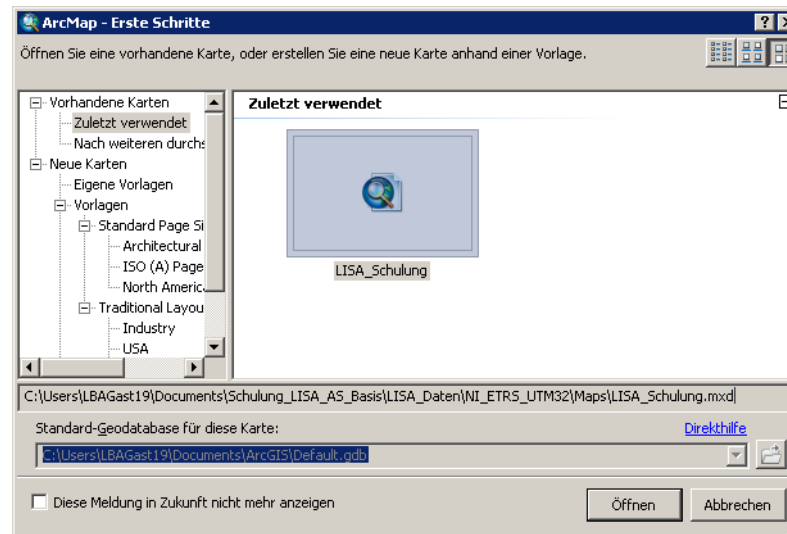 ArcMap - Erste Schritte
Öffnen Sie eine vorhandene Karte, oder erstellen Sie eine neue Karte anhand einer Vorlage.
Vorhandene Karten
Zuletzt verwendet
Nach weiteren durchs
Neue Karten
Eigene Vorlagen
Vorlagen
Standard Page Si
Architectural
ISO (A) Page
North Americ
Traditional Layou
Industry
USA
Zuletzt verwendet
LISA_Schulung
C:\Users\LBAGast19\Documents\Schulung_LISA_AS_Basis\LISA_Daten\NI_ETRS_UTM32\Maps\LISA_Schulung.mxd
Standard-Geodatabase für diese Karte:
Direkthilfe
C:\Users\LBAGast19\Documents\ArcGIS\Default.gdb
Diese Meldung in Zukunft nicht mehr anzeigen
Öffnen
Abbrechen